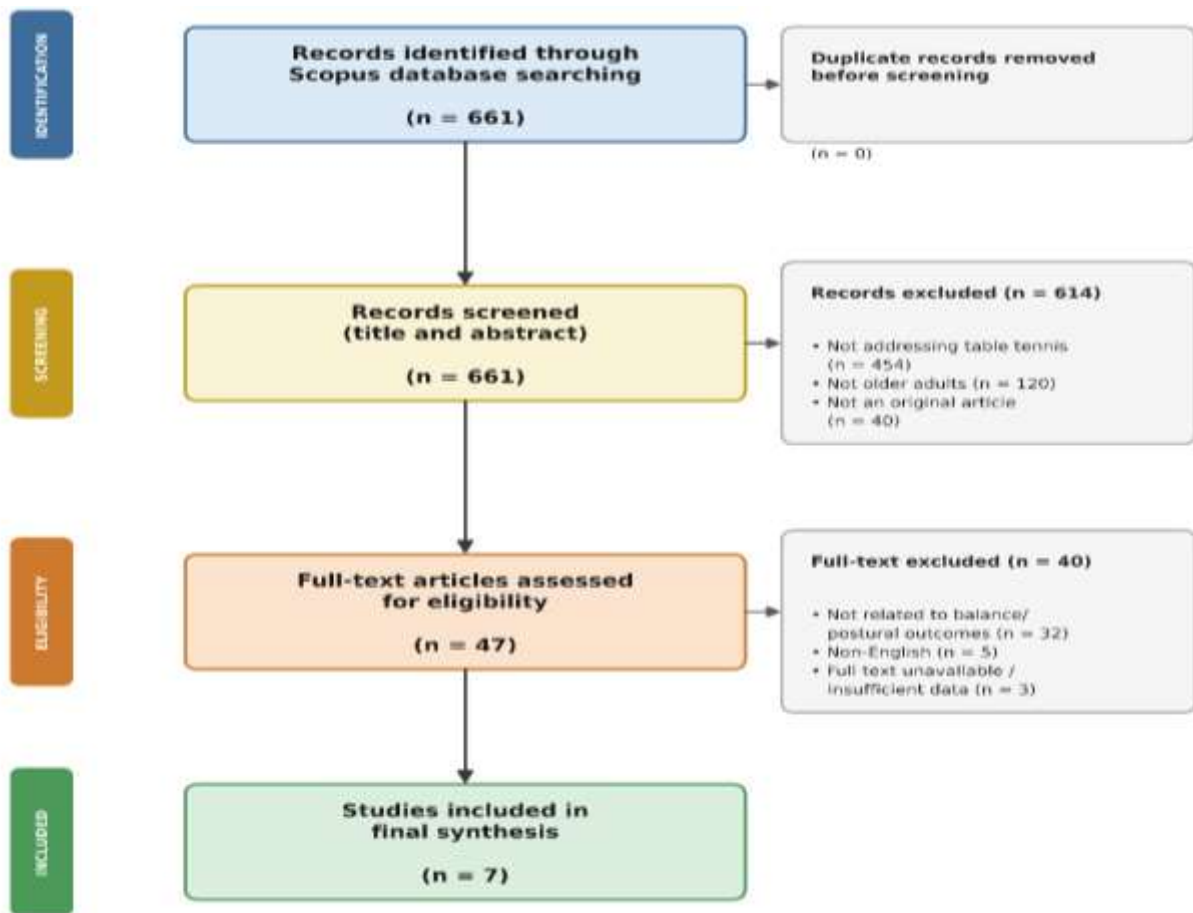 IDENTIFICATION
Records identified through
Scopus database searching
(n = 661)
Duplicate records removed
before screening
(n = 0)
SCREENING
Records screened
(title and abstract)
(n = 661)
Records excluded (n = 614)
• Not addressing table tennis
(n = 454)
• Not older adults (n = 120)
• Not an original article
(n = 40)
ELIGIBILITY
Full-text articles assessed
for eligibility
(n = 47)
Full-text excluded (n = 40)
• Not related to balance/
postural outcomes (n = 32)
• Non-English (n = 5)
• Full text unavailable /
insufficient data (n = 3)
INCLUDED
Studies included in
final synthesis
(n = 7)